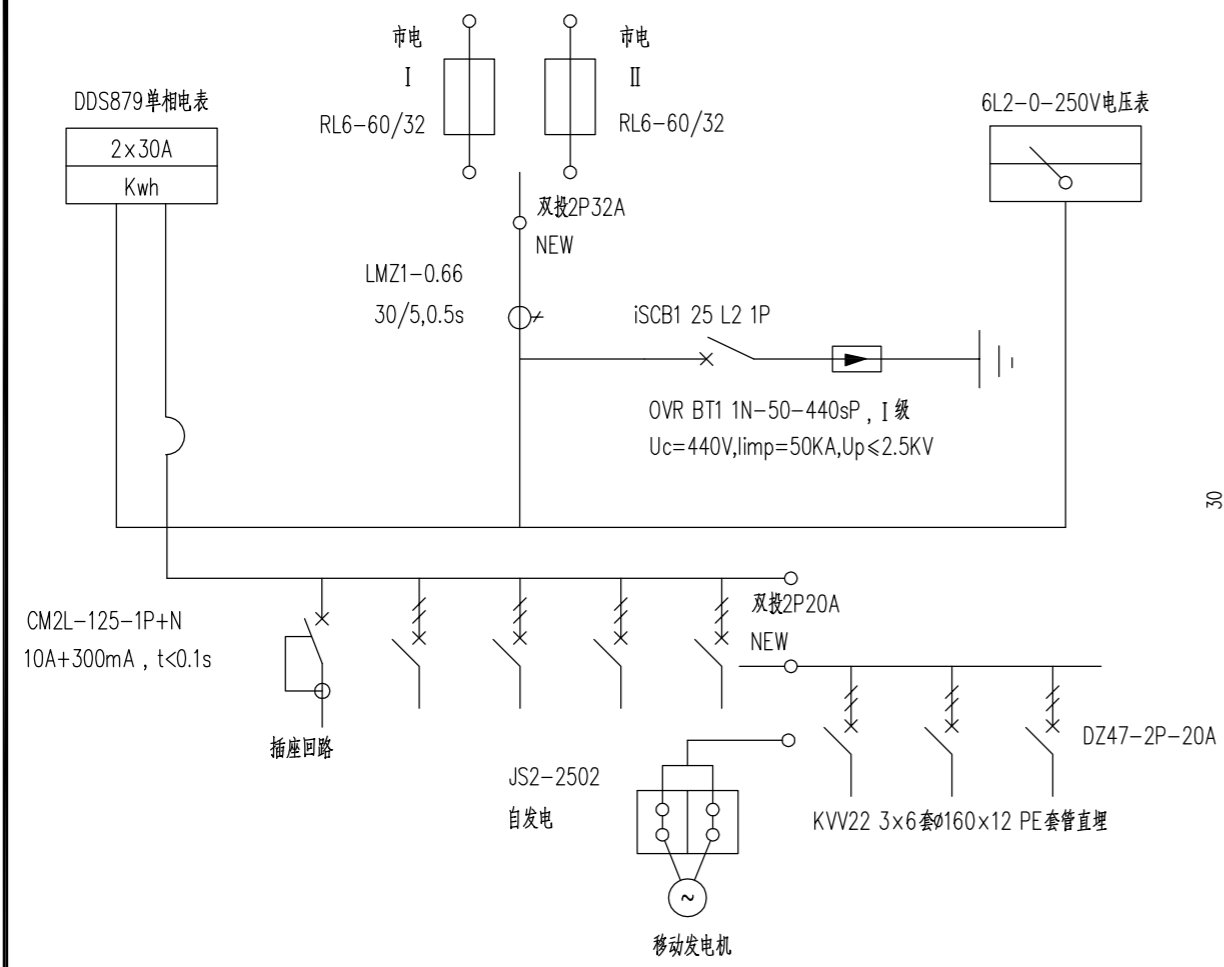 市电
I
RL6-60/32
市电
II
RL6-60/32
DDS879单相电表
2x30A
Kwh
6L2-0-250V电压表
双投2P32A
NEW
LMZ1-0.66
30/5,0.5s
iSCB1 25 L2 1P
OVR BT1 1N-50-440sP , I 级
Uc=440V,Iimp=50KA,Up≤2.5KV
30
CM2L-125-1P+N
10A+300mA , t<0.1s
插座回路
双投2P20A
NEW
DZ47-2P-20A
JS2-2502
自发电
KVV22 3x6套ø160x12 PE套管直埋
~
移动发电机